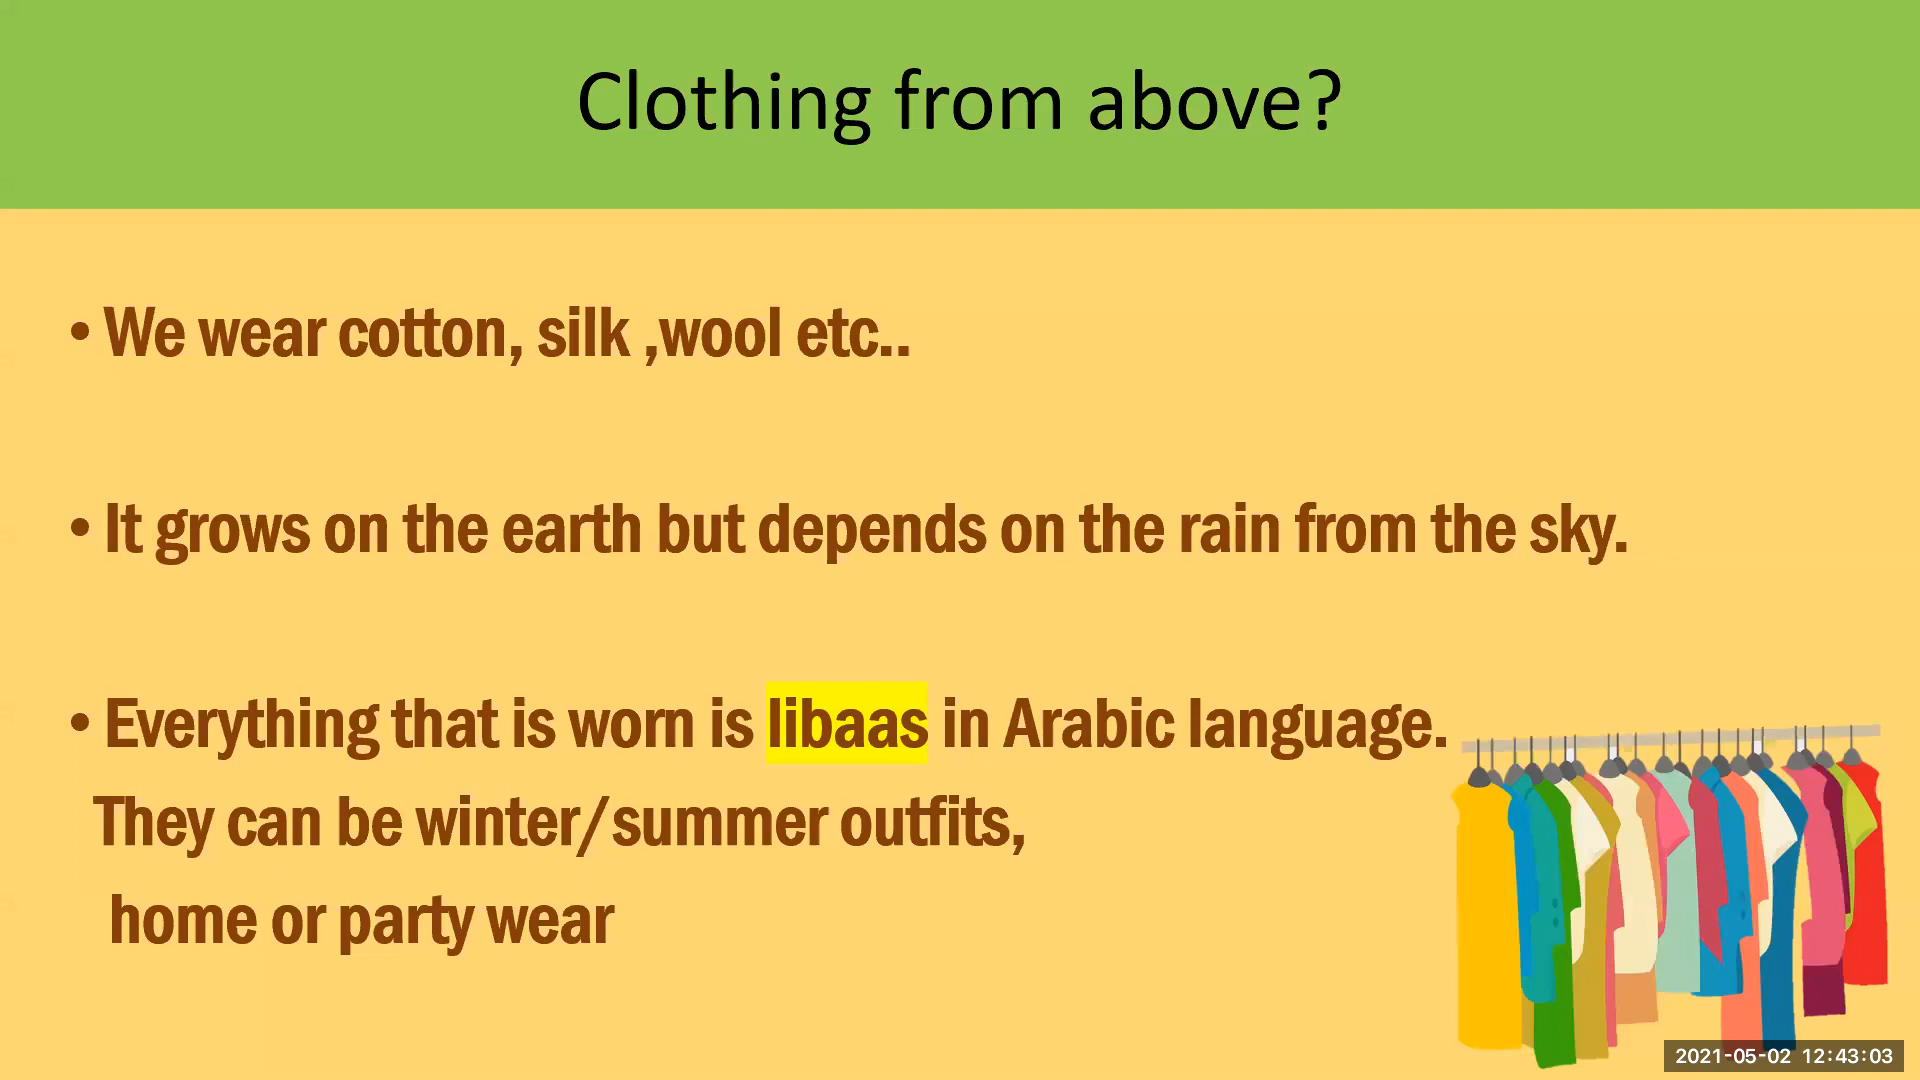 Clothing from above?
• We wear cotton, silk ,wool etc..
• It grows on the earth but depends on the rain from the sky.
• Everything that is worn is libaas in Arabic language.
They can be winter/summer outfits,
home or party wear
2021-05-02 12:43:03